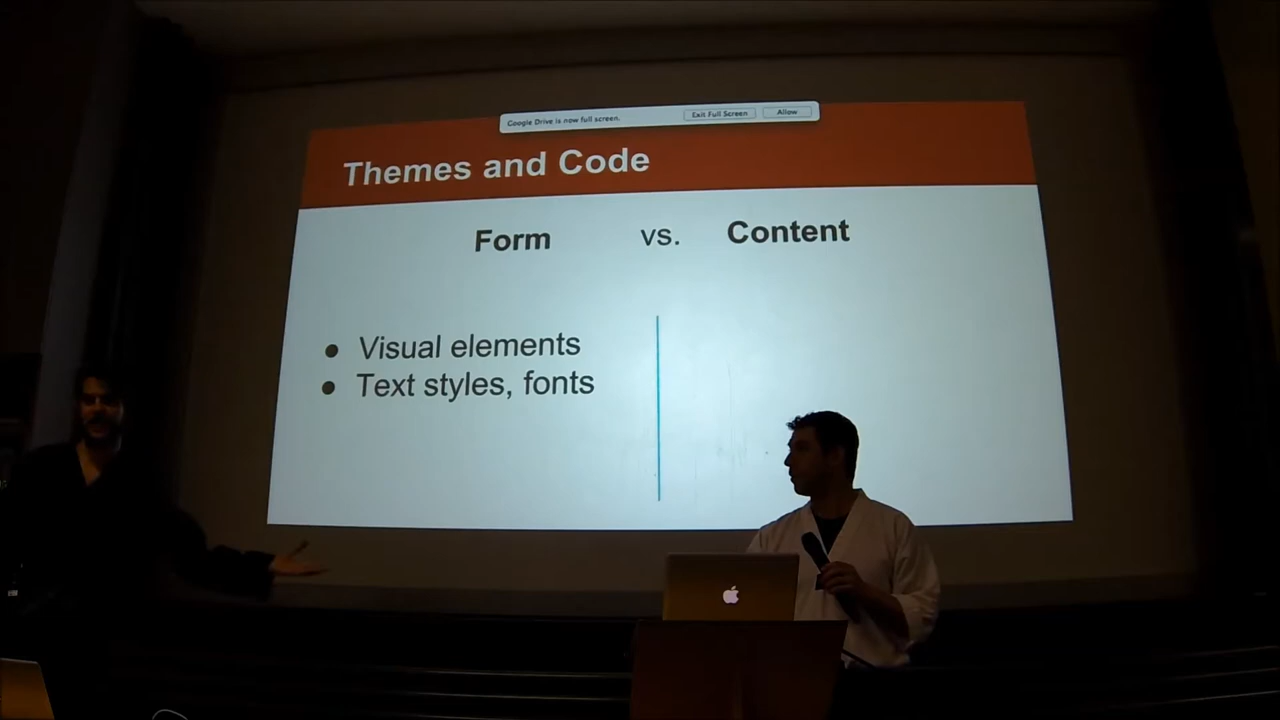 Google Drive is now full screen. Exit Full Screen Allow
Themes and Code
Form vs. Content
● Visual elements
● Text styles, fonts